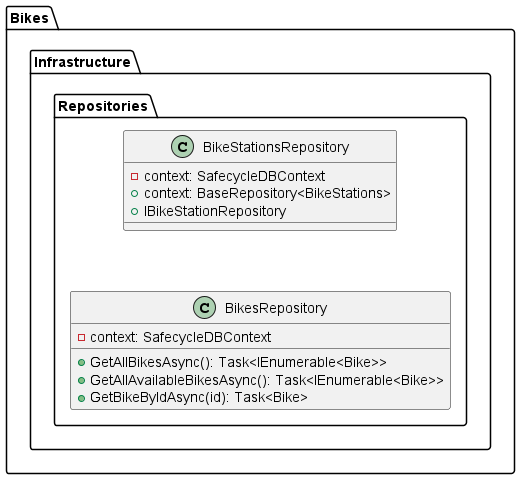 Bikes
Infrastructure
Repositories
C BikeStationsRepository
context: SafecycleDBContext
context: BaseRepository<BikeStations>
IBikeStationRepository
C BikesRepository
context: SafecycleDBContext
GetAllBikesAsync(): Task<IEnumerable<Bike>>
GetAllAvailableBikesAsync(): Task<IEnumerable<Bike>>
GetBikeByIdAsync(id): Task<Bike>